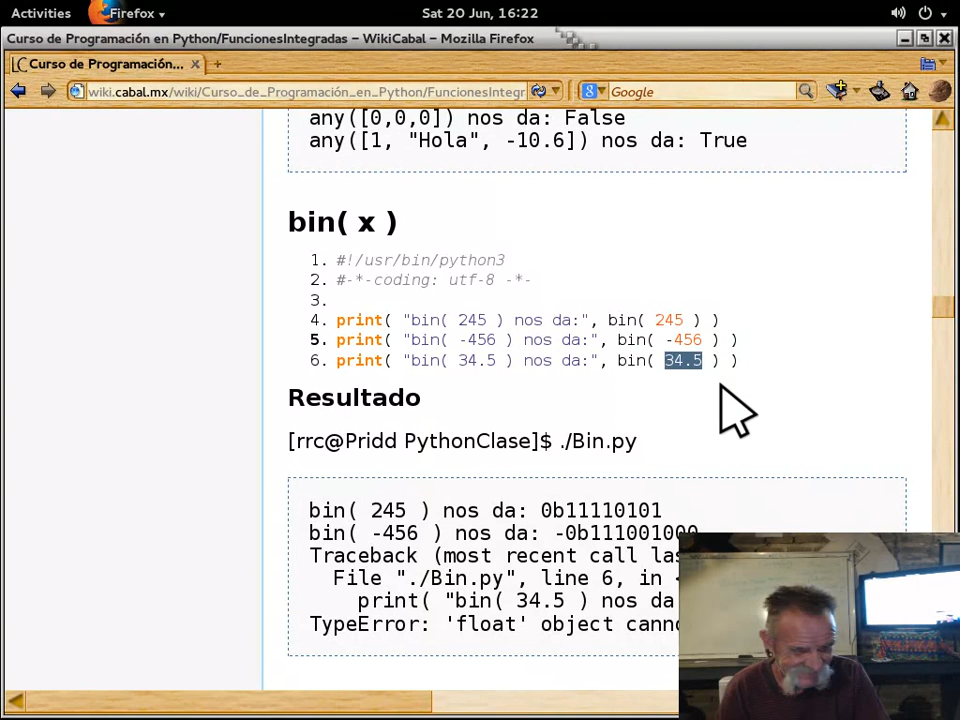 Activities Firefox Sat 20 Jun, 16:22
Curso de Programación en Python/FuncionesIntegradas – WikiCabal – Mozilla Firefox
Curso de Programación...
wiki.cabal.mx/wiki/Curso_de_Programación_en_Python/FuncionesIntegr Google
any([0,0,0]) nos da: False
any([1, "Hola", -10.6]) nos da: True
bin( x )
1. #!/usr/bin/python3
2. #-*-coding: utf-8 -*-
3.
4. print( "bin( 245 ) nos da:", bin( 245 ) )
5. print( "bin( -456 ) nos da:", bin( -456 ) )
6. print( "bin( 34.5 ) nos da:", bin( 34.5 ) )
Resultado
[rrc@Pridd PythonClase]$ ./Bin.py
bin( 245 ) nos da: 0b11110101
bin( -456 ) nos da: -0b111001000
Traceback (most recent call las
File "./Bin.py", line 6, in <
print( "bin( 34.5 ) nos da
TypeError: 'float' object canno